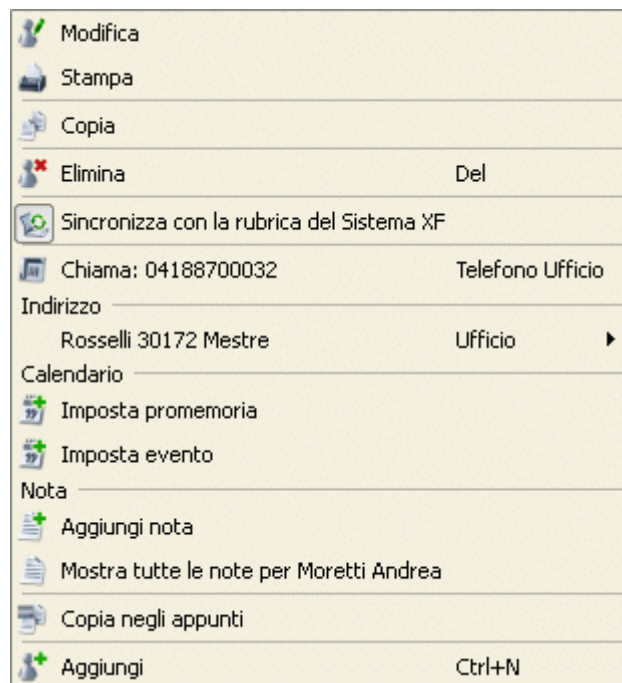 Modifica
Stampa
Copia
Elimina Del
Sincronizza con la rubrica del Sistema XF
Chiama: 04188700032 Telefono Ufficio
Indirizzo
Rosselli 30172 Mestre Ufficio
Calendario
Imposta promemoria
Imposta evento
Nota
Aggiungi nota
Mostra tutte le note per Moretti Andrea
Copia negli appunti
Aggiungi Ctrl+N